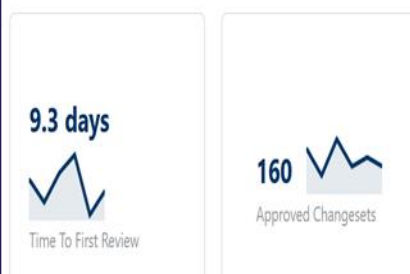 9.3 days
Time To First Review
160
Approved Changesets